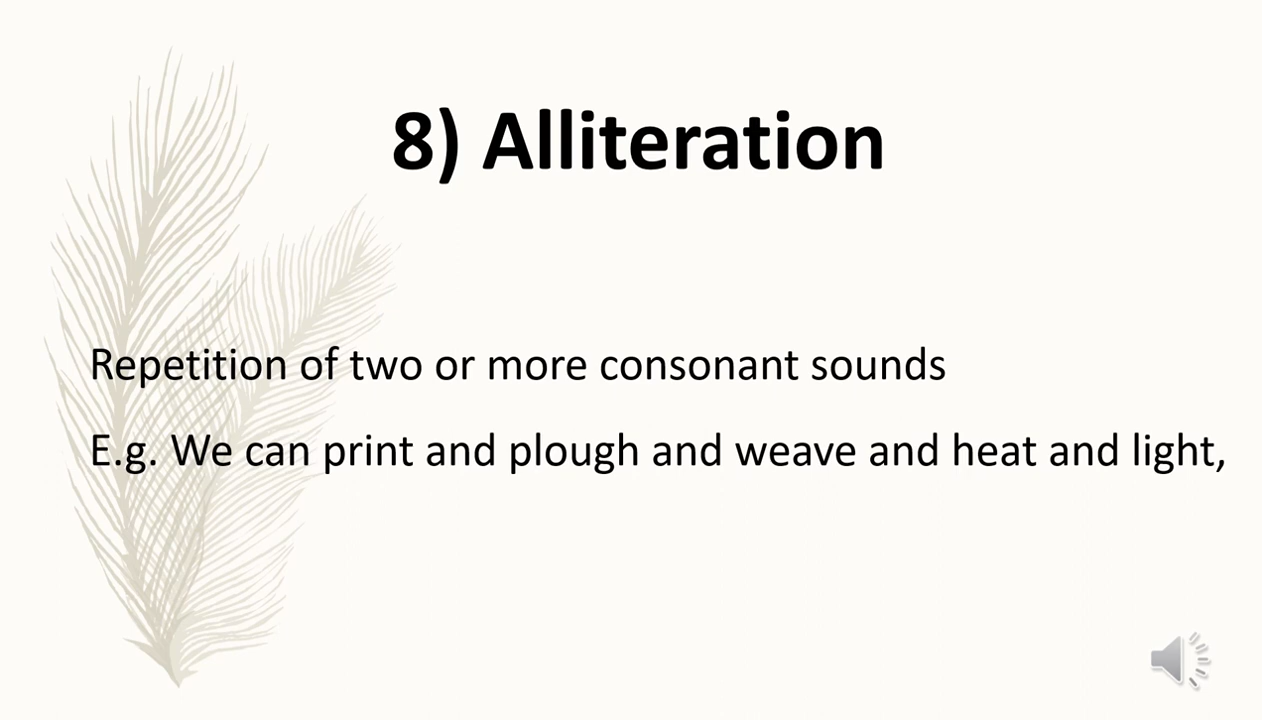 8) Alliteration
Repetition of two or more consonant sounds
E.g. We can print and plough and weave and heat and light,